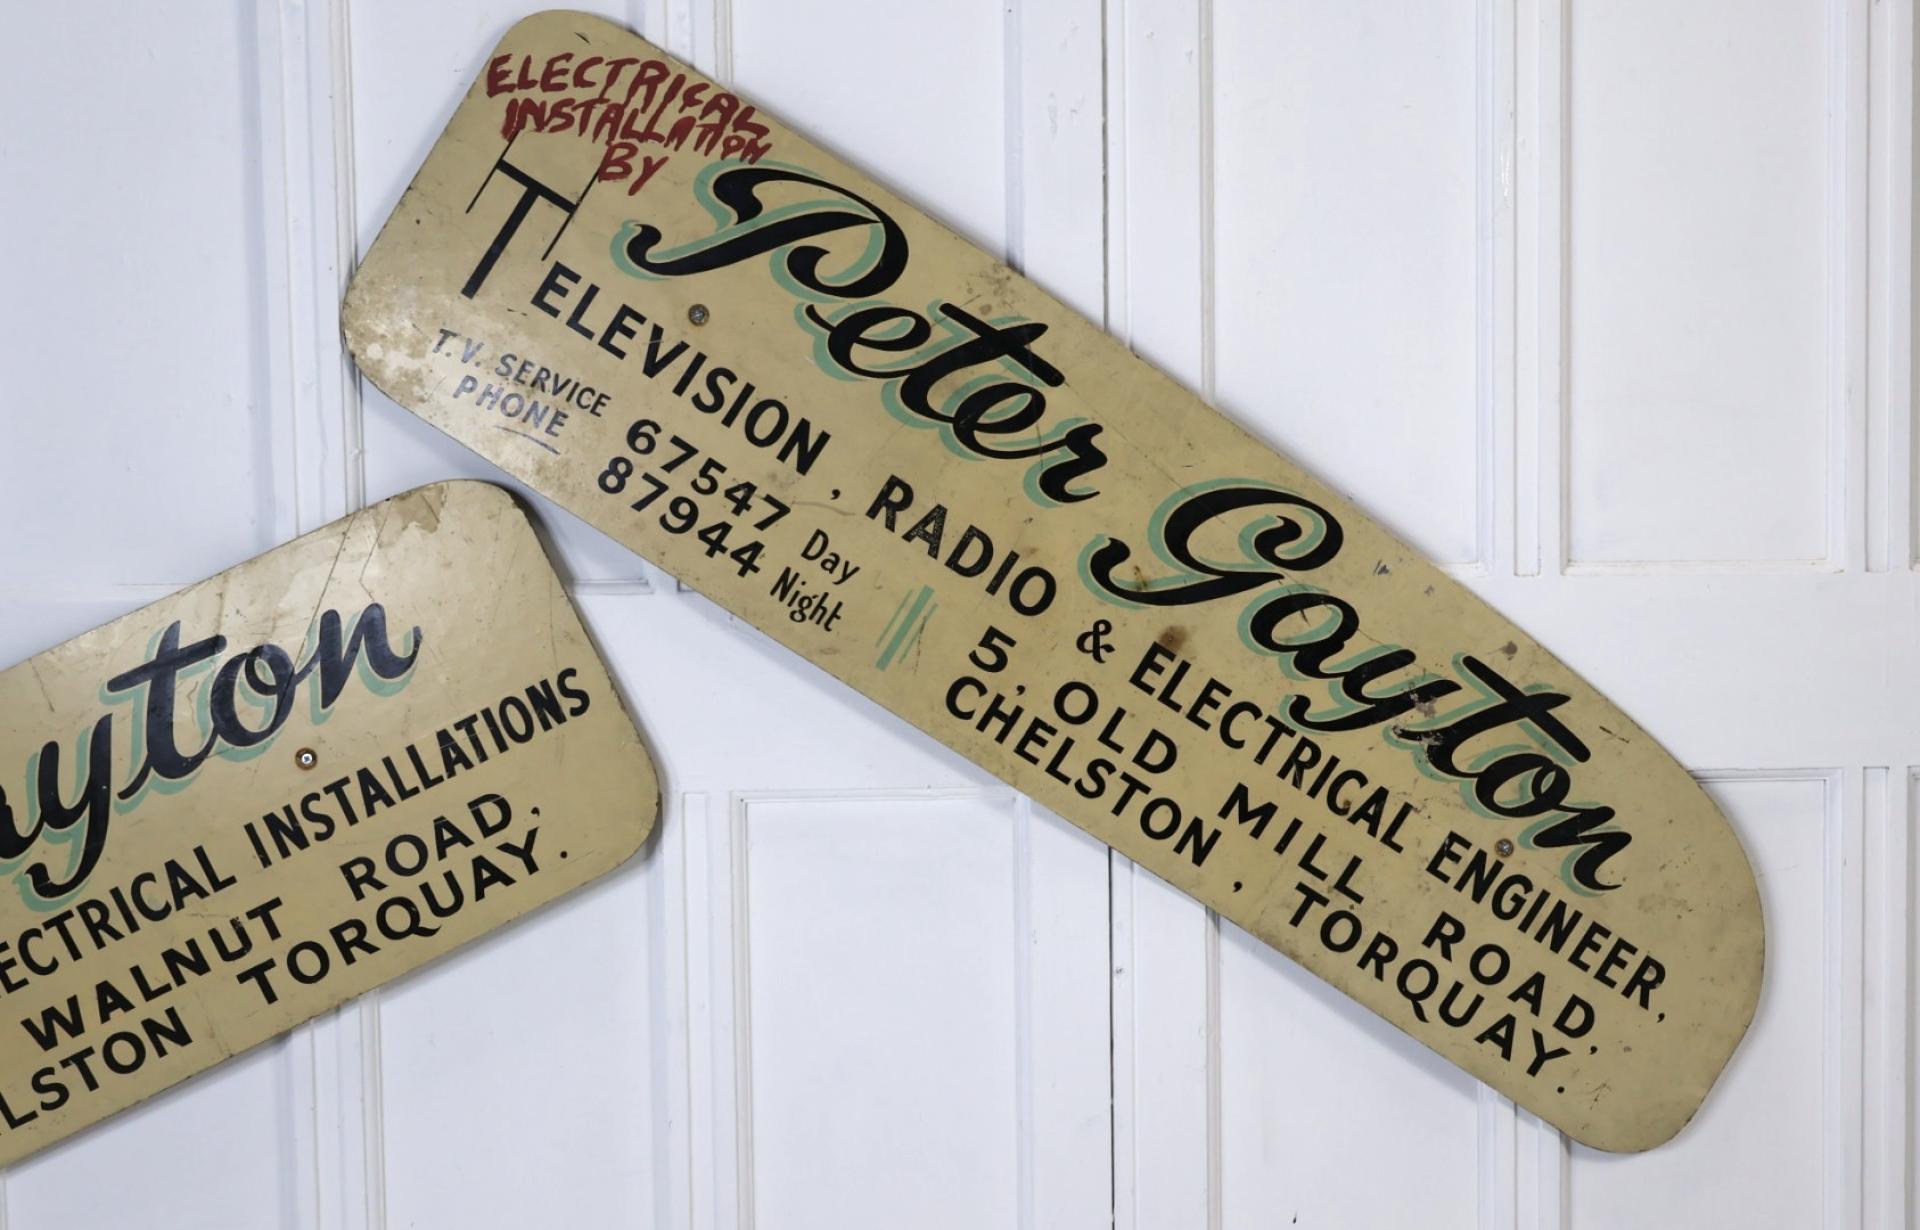 ELECTRICAL
INSTALLATION
BY
Peter Gayton
TELEVISION, RADIO & ELECTRICAL ENGINEER,
T.V. SERVICE
PHONE
67547 Day
87944 Night
5, OLD MILL ROAD,
CHELSTON, TORQUAY.
ayton
ECTRICAL INSTALLATIONS
WALNUT ROAD,
LSTON TORQUAY.